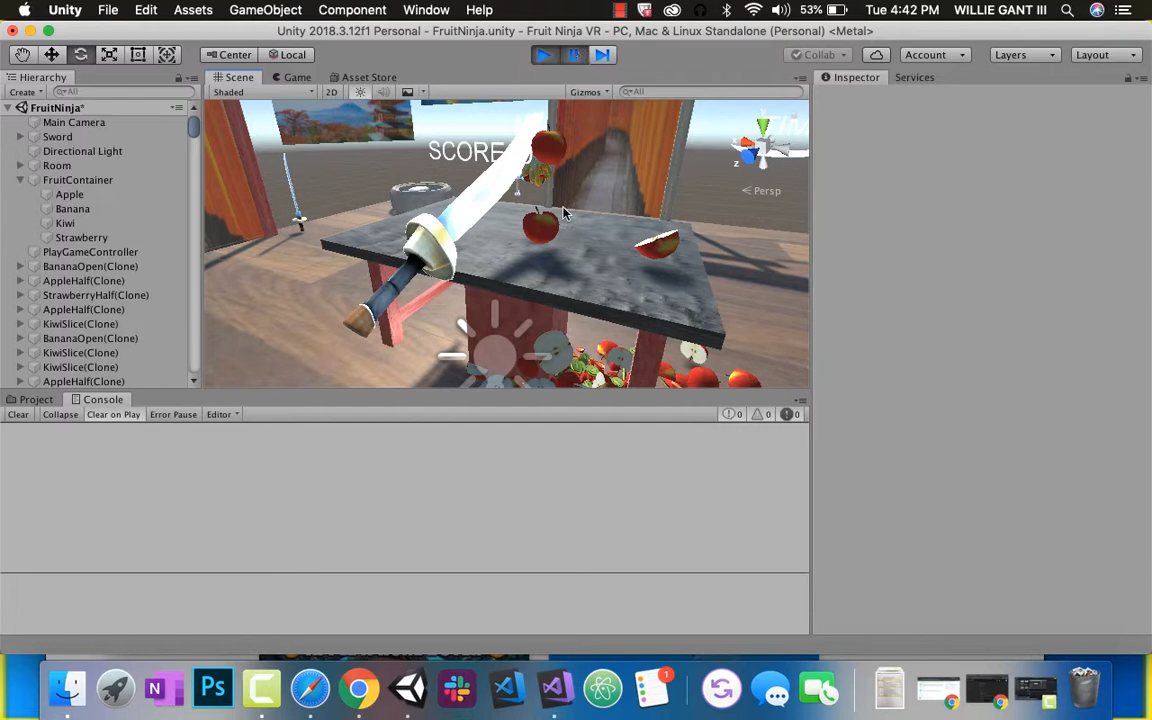 Unity File Edit Assets GameObject Component Window Help 53% Tue 4:42 PM WILLIE GANT III
Unity 2018.3.12f1 Personal - FruitNinja.unity - Fruit Ninja VR - PC, Mac & Linux Standalone (Personal) <Metal>
Center Local Collab Account Layers Layout
Hierarchy Scene Game Asset Store Inspector Services
Create All Shaded 2D Gizmos All
FruitNinja*
Main Camera
Sword
Directional Light
Room
FruitContainer
Apple
Banana
Kiwi
Strawberry
PlayGameController
BananaOpen(Clone)
AppleHalf(Clone)
StrawberryHalf(Clone)
AppleHalf(Clone)
KiwiSlice(Clone)
BananaOpen(Clone)
KiwiSlice(Clone)
KiwiSlice(Clone)
AppleHalf(Clone)
SCORE
TIM
z
Persp
Project Console
Clear Collapse Clear on Play Error Pause Editor 0 0 0
N Ps 1